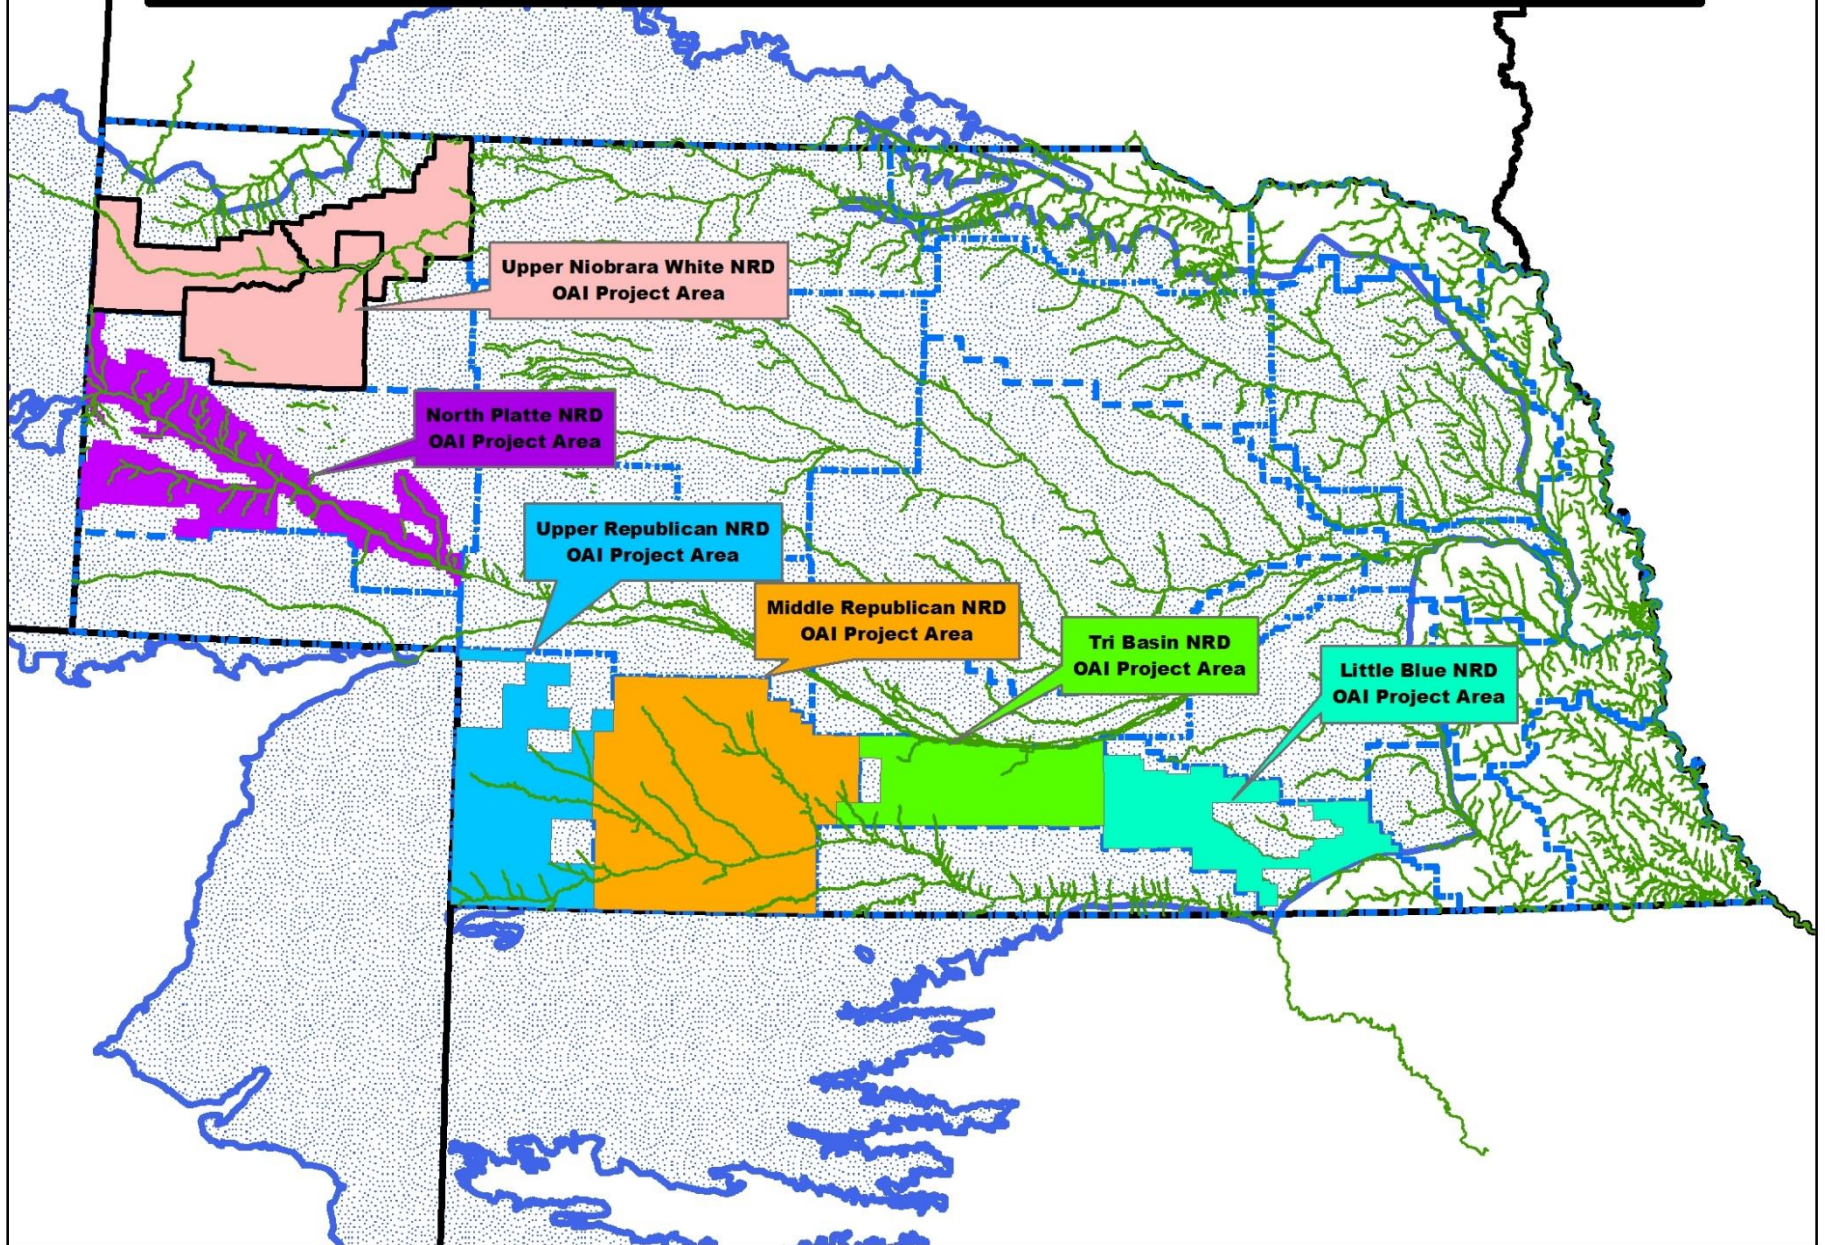 Upper Niobrara White NRD
OAI Project Area
North Platte NRD
OAI Project Area
Upper Republican NRD
OAI Project Area
Middle Republican NRD
OAI Project Area
Tri Basin NRD
OAI Project Area
Little Blue NRD
OAI Project Area